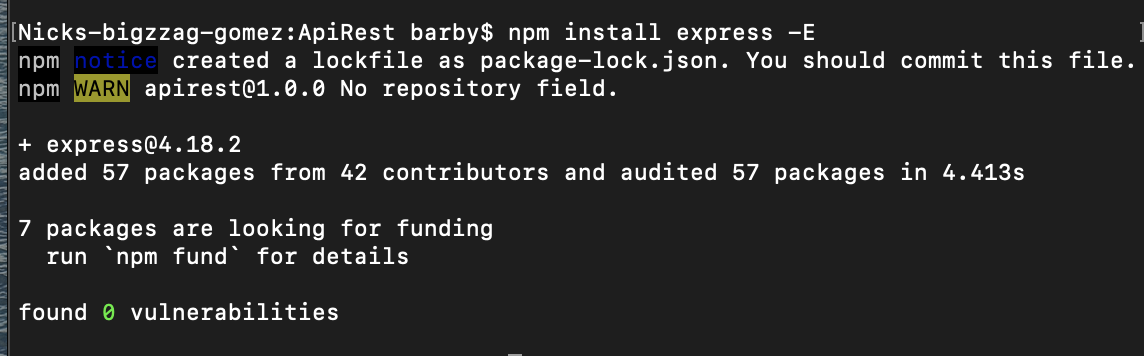 [Nicks-bigzzag-gomez:ApiRest barby$ npm install express -E ]
npm notice created a lockfile as package-lock.json. You should commit this file.
npm WARN apirest@1.0.0 No repository field.
+ express@4.18.2
added 57 packages from 42 contributors and audited 57 packages in 4.413s
7 packages are looking for funding
  run `npm fund` for details
found 0 vulnerabilities